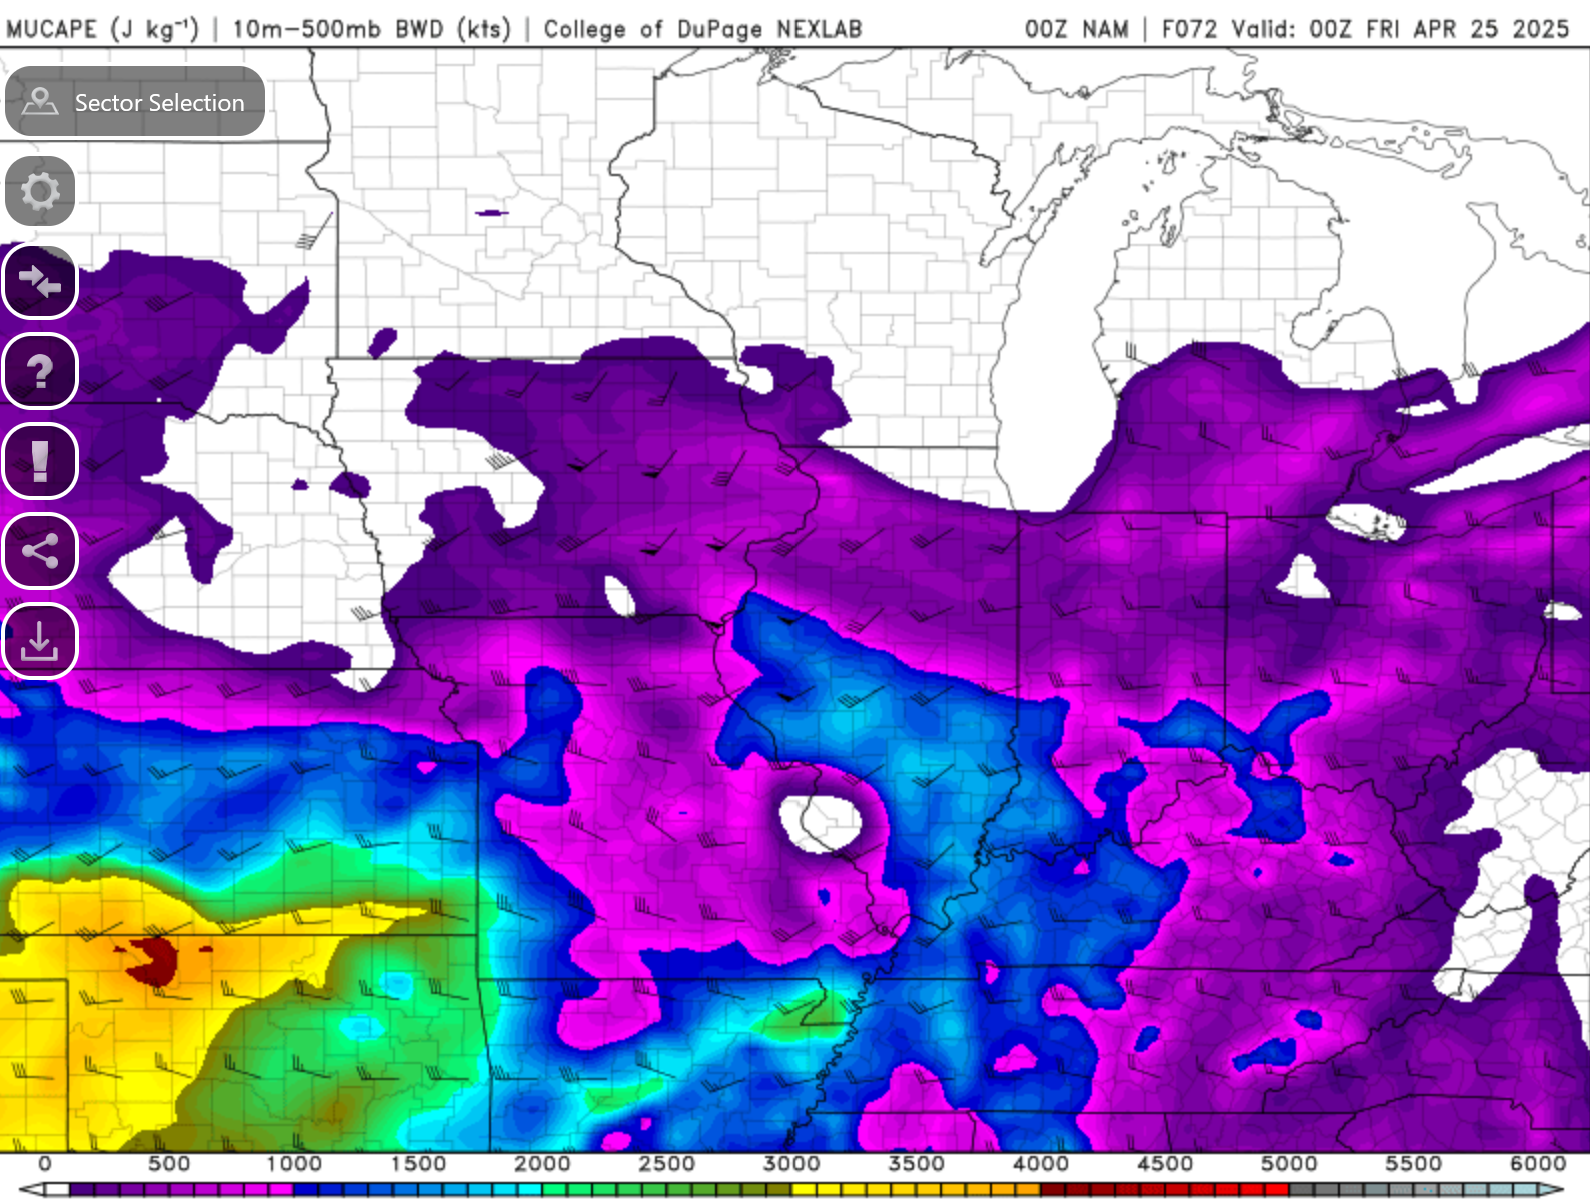 MUCAPE (J kg⁻¹) | 10m-500mb BWD (kts) | College of DuPage NEXLAB 00Z NAM | F072 Valid: 00Z FRI APR 25 2025
Sector Selection
?
!
0 500 1000 1500 2000 2500 3000 3500 4000 4500 5000 5500 6000